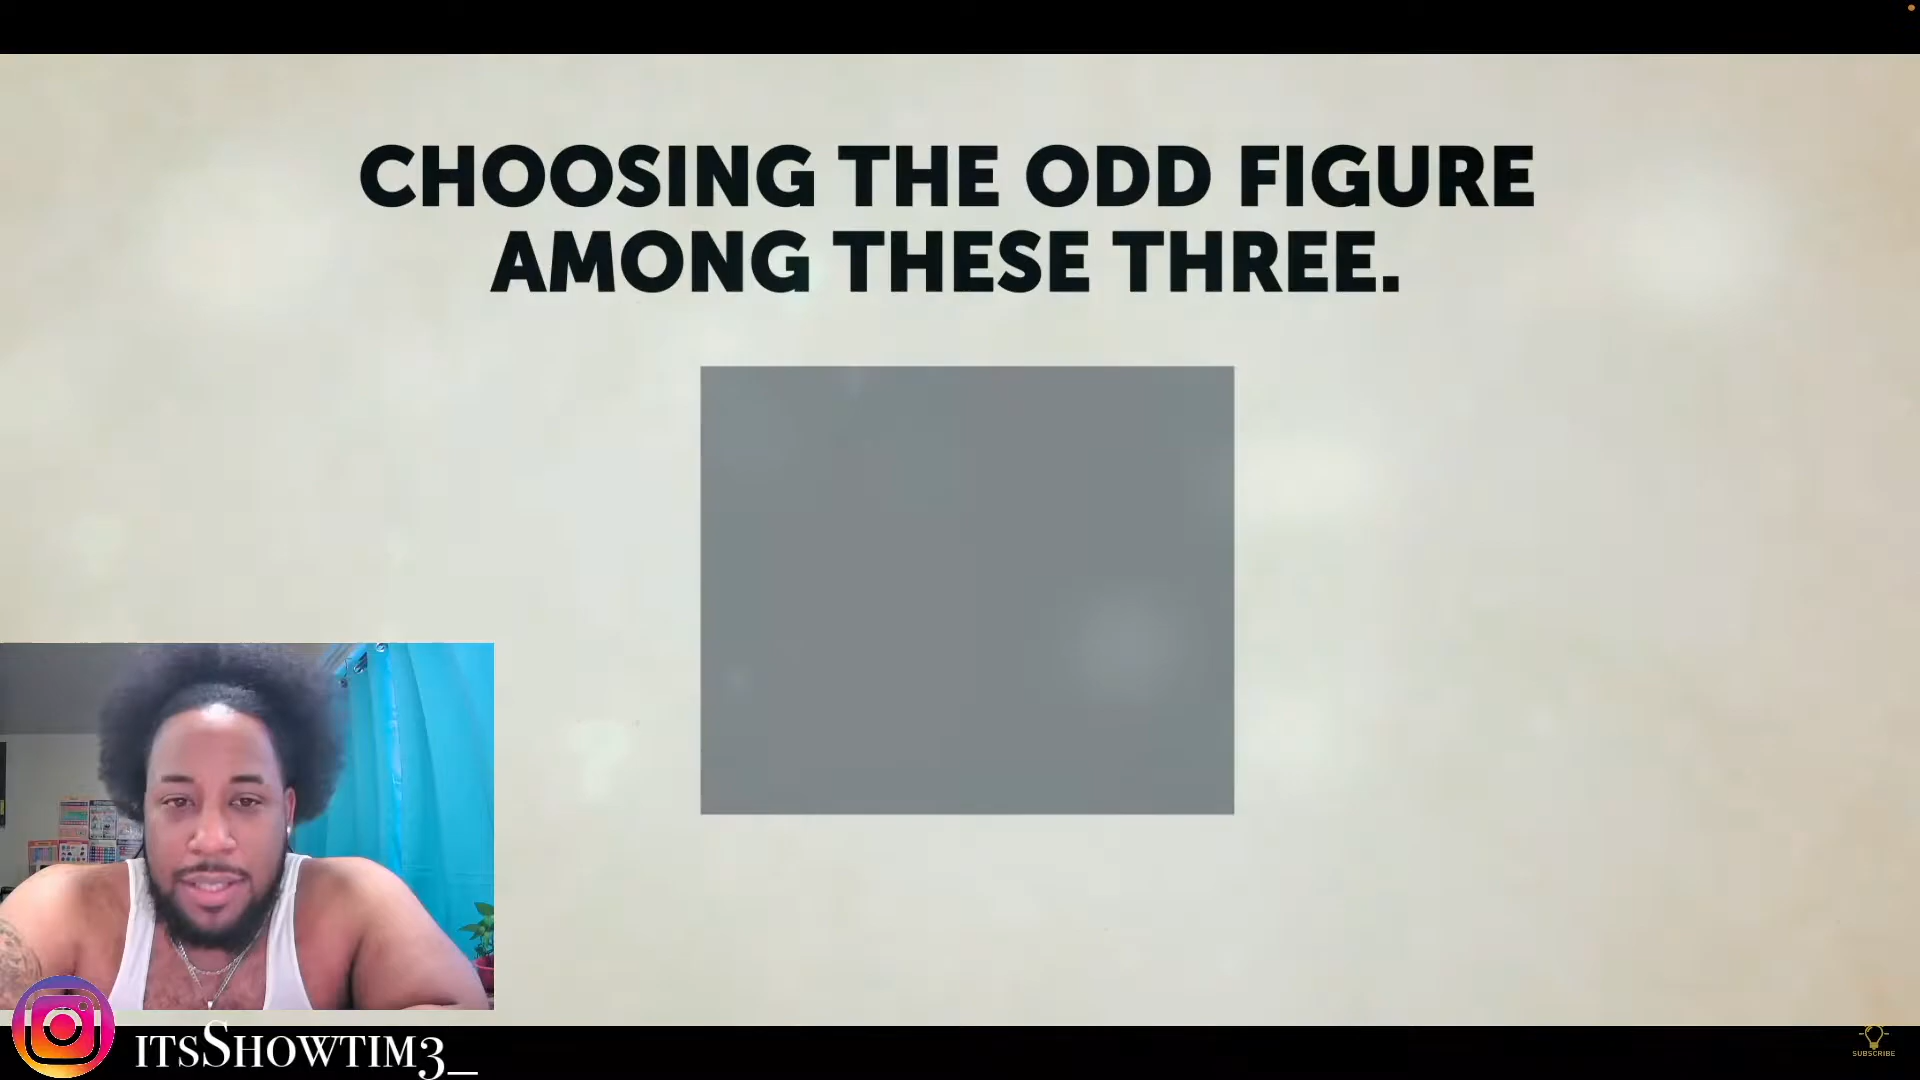 CHOOSING THE ODD FIGURE
AMONG THESE THREE.
itsShowtim3_
SUBSCRIBE